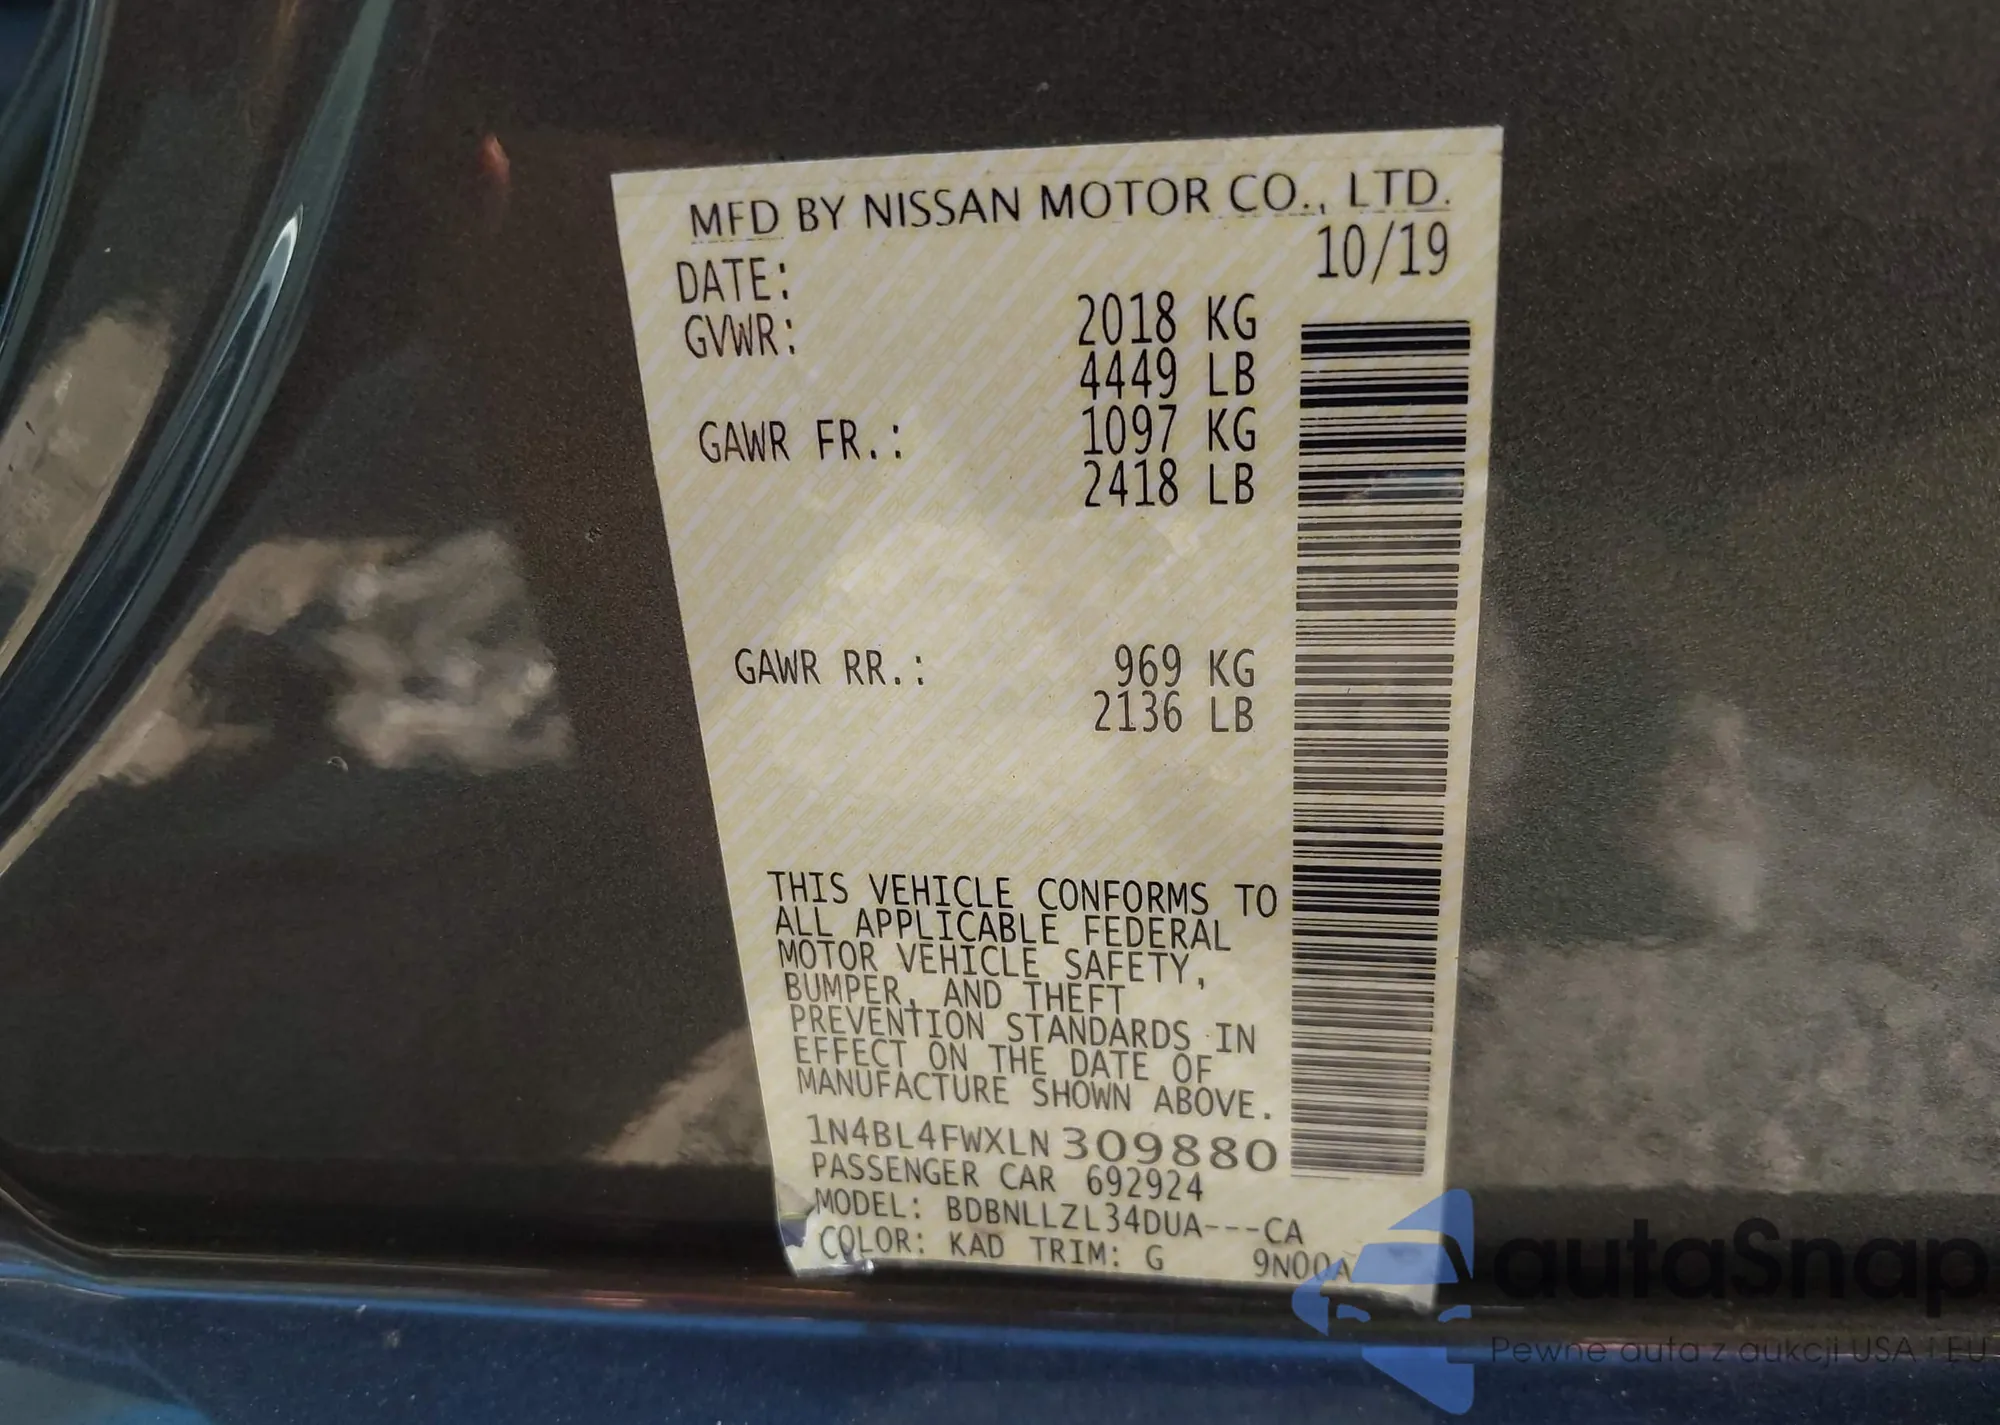 MFD BY NISSAN MOTOR CO., LTD.
DATE: 10/19
GVWR: 2018 KG
4449 LB
GAWR FR.: 1097 KG
2418 LB
GAWR RR.: 969 KG
2136 LB
THIS VEHICLE CONFORMS TO
ALL APPLICABLE FEDERAL
MOTOR VEHICLE SAFETY,
BUMPER, AND THEFT
PREVENTION STANDARDS IN
EFFECT ON THE DATE OF
MANUFACTURE SHOWN ABOVE.
1N4BL4FWXLN309880
PASSENGER CAR 692924
MODEL: BDBNLLZL34DUA---CA
COLOR: KAD TRIM: G 9N00A
autaSnap
Pewne auta z aukcji USA i EU